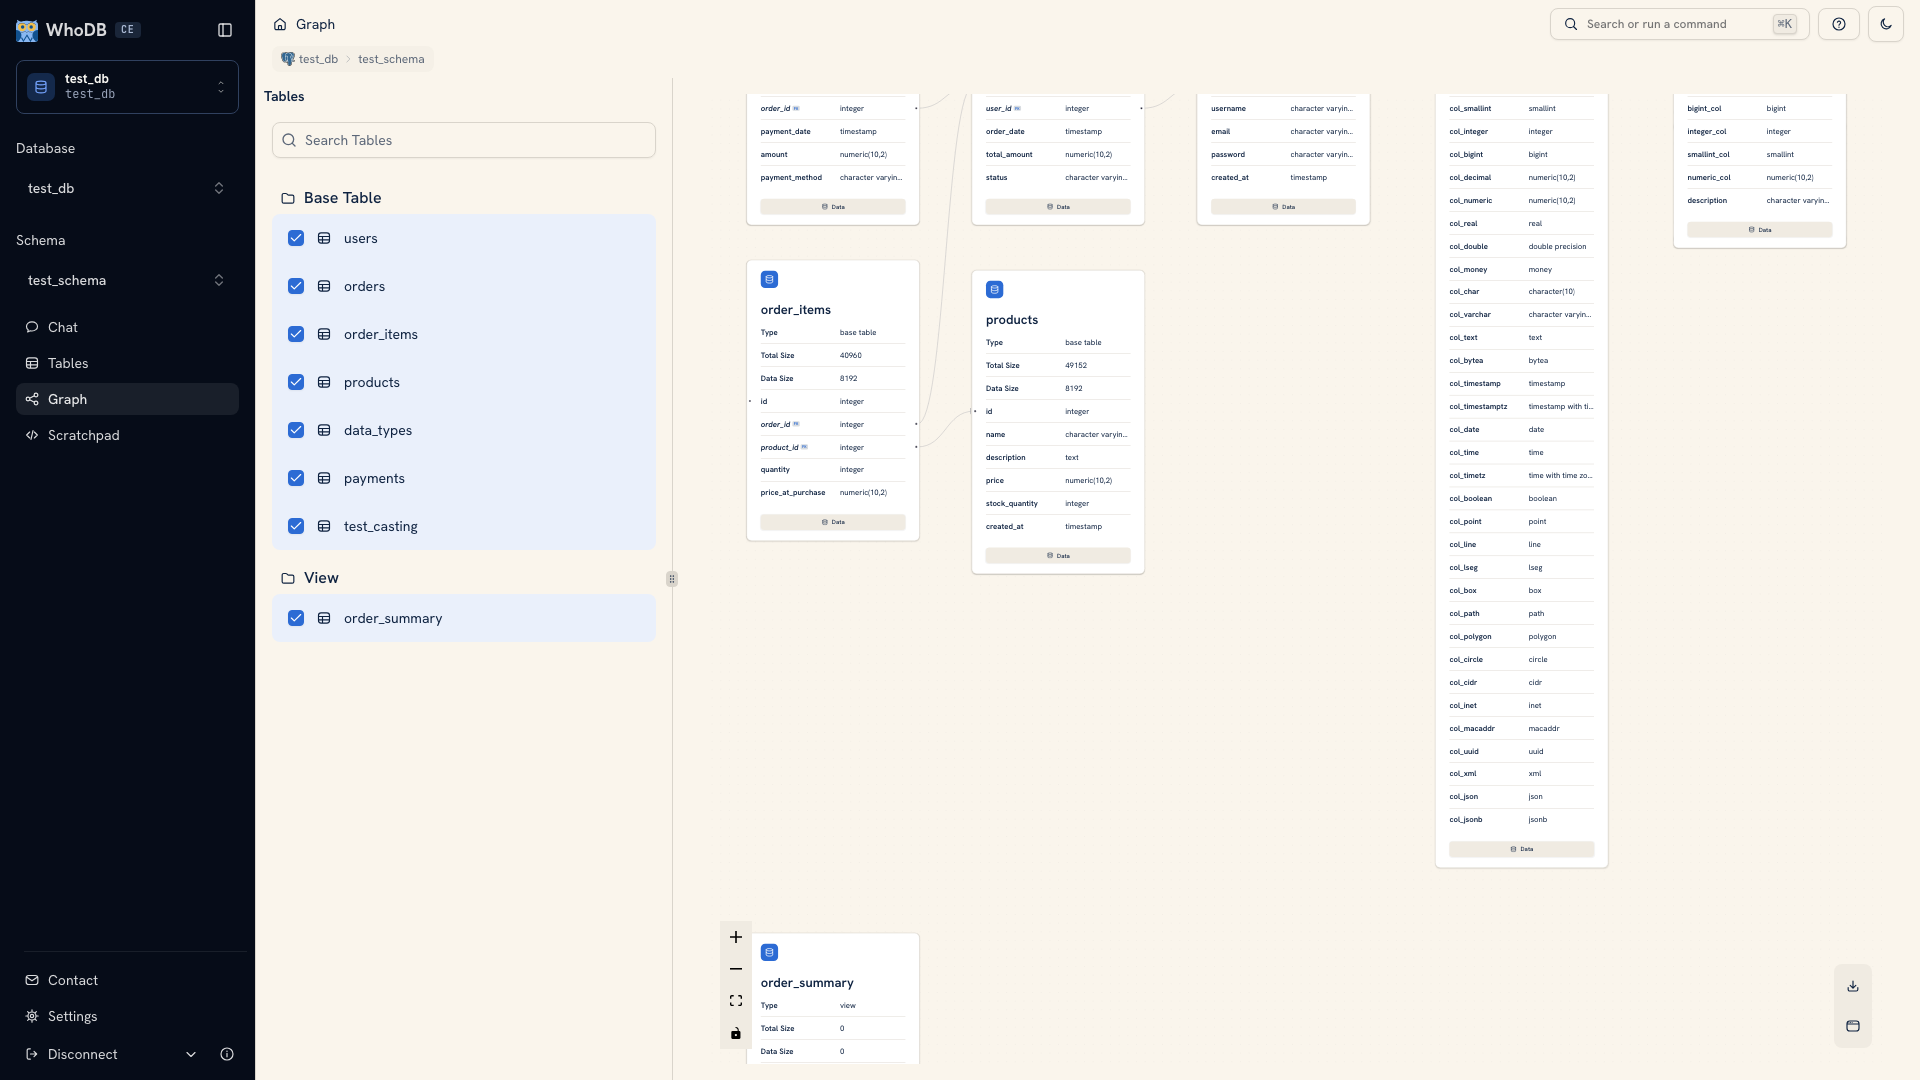 WhoDB CE
test_db
test_db
Database
test_db
Schema
test_schema
Chat
Tables
Graph
Scratchpad
Contact
Settings
Disconnect
Graph
Search or run a command ⌘K
test_db > test_schema
Tables
Search Tables
Base Table
users
orders
order_items
products
data_types
payments
test_casting
View
order_summary
order_id integer
payment_date timestamp
amount numeric(10,2)
payment_method character varyin...
Data
user_id integer
order_date timestamp
total_amount numeric(10,2)
status character varyin...
Data
username character varyin...
email character varyin...
password character varyin...
created_at timestamp
Data
col_smallint smallint
col_integer integer
col_bigint bigint
col_decimal numeric(10,2)
col_numeric numeric(10,2)
col_real real
col_double double precision
col_money money
col_char character(10)
col_varchar character varyin...
col_text text
col_bytea bytea
col_timestamp timestamp
col_timestamptz timestamp with ti...
col_date date
col_time time
col_timetz time with time zo...
col_boolean boolean
col_point point
col_line line
col_lseg lseg
col_box box
col_path path
col_polygon polygon
col_circle circle
col_cidr cidr
col_inet inet
col_macaddr macaddr
col_uuid uuid
col_xml xml
col_json json
col_jsonb jsonb
Data
bigint_col bigint
integer_col integer
smallint_col smallint
numeric_col numeric(10,2)
description character varyin...
Data
order_items
Type base table
Total Size 40960
Data Size 8192
id integer
order_id integer
product_id integer
quantity integer
price_at_purchase numeric(10,2)
Data
products
Type base table
Total Size 49152
Data Size 8192
id integer
name character varyin...
description text
price numeric(10,2)
stock_quantity integer
created_at timestamp
Data
order_summary
Type view
Total Size 0
Data Size 0